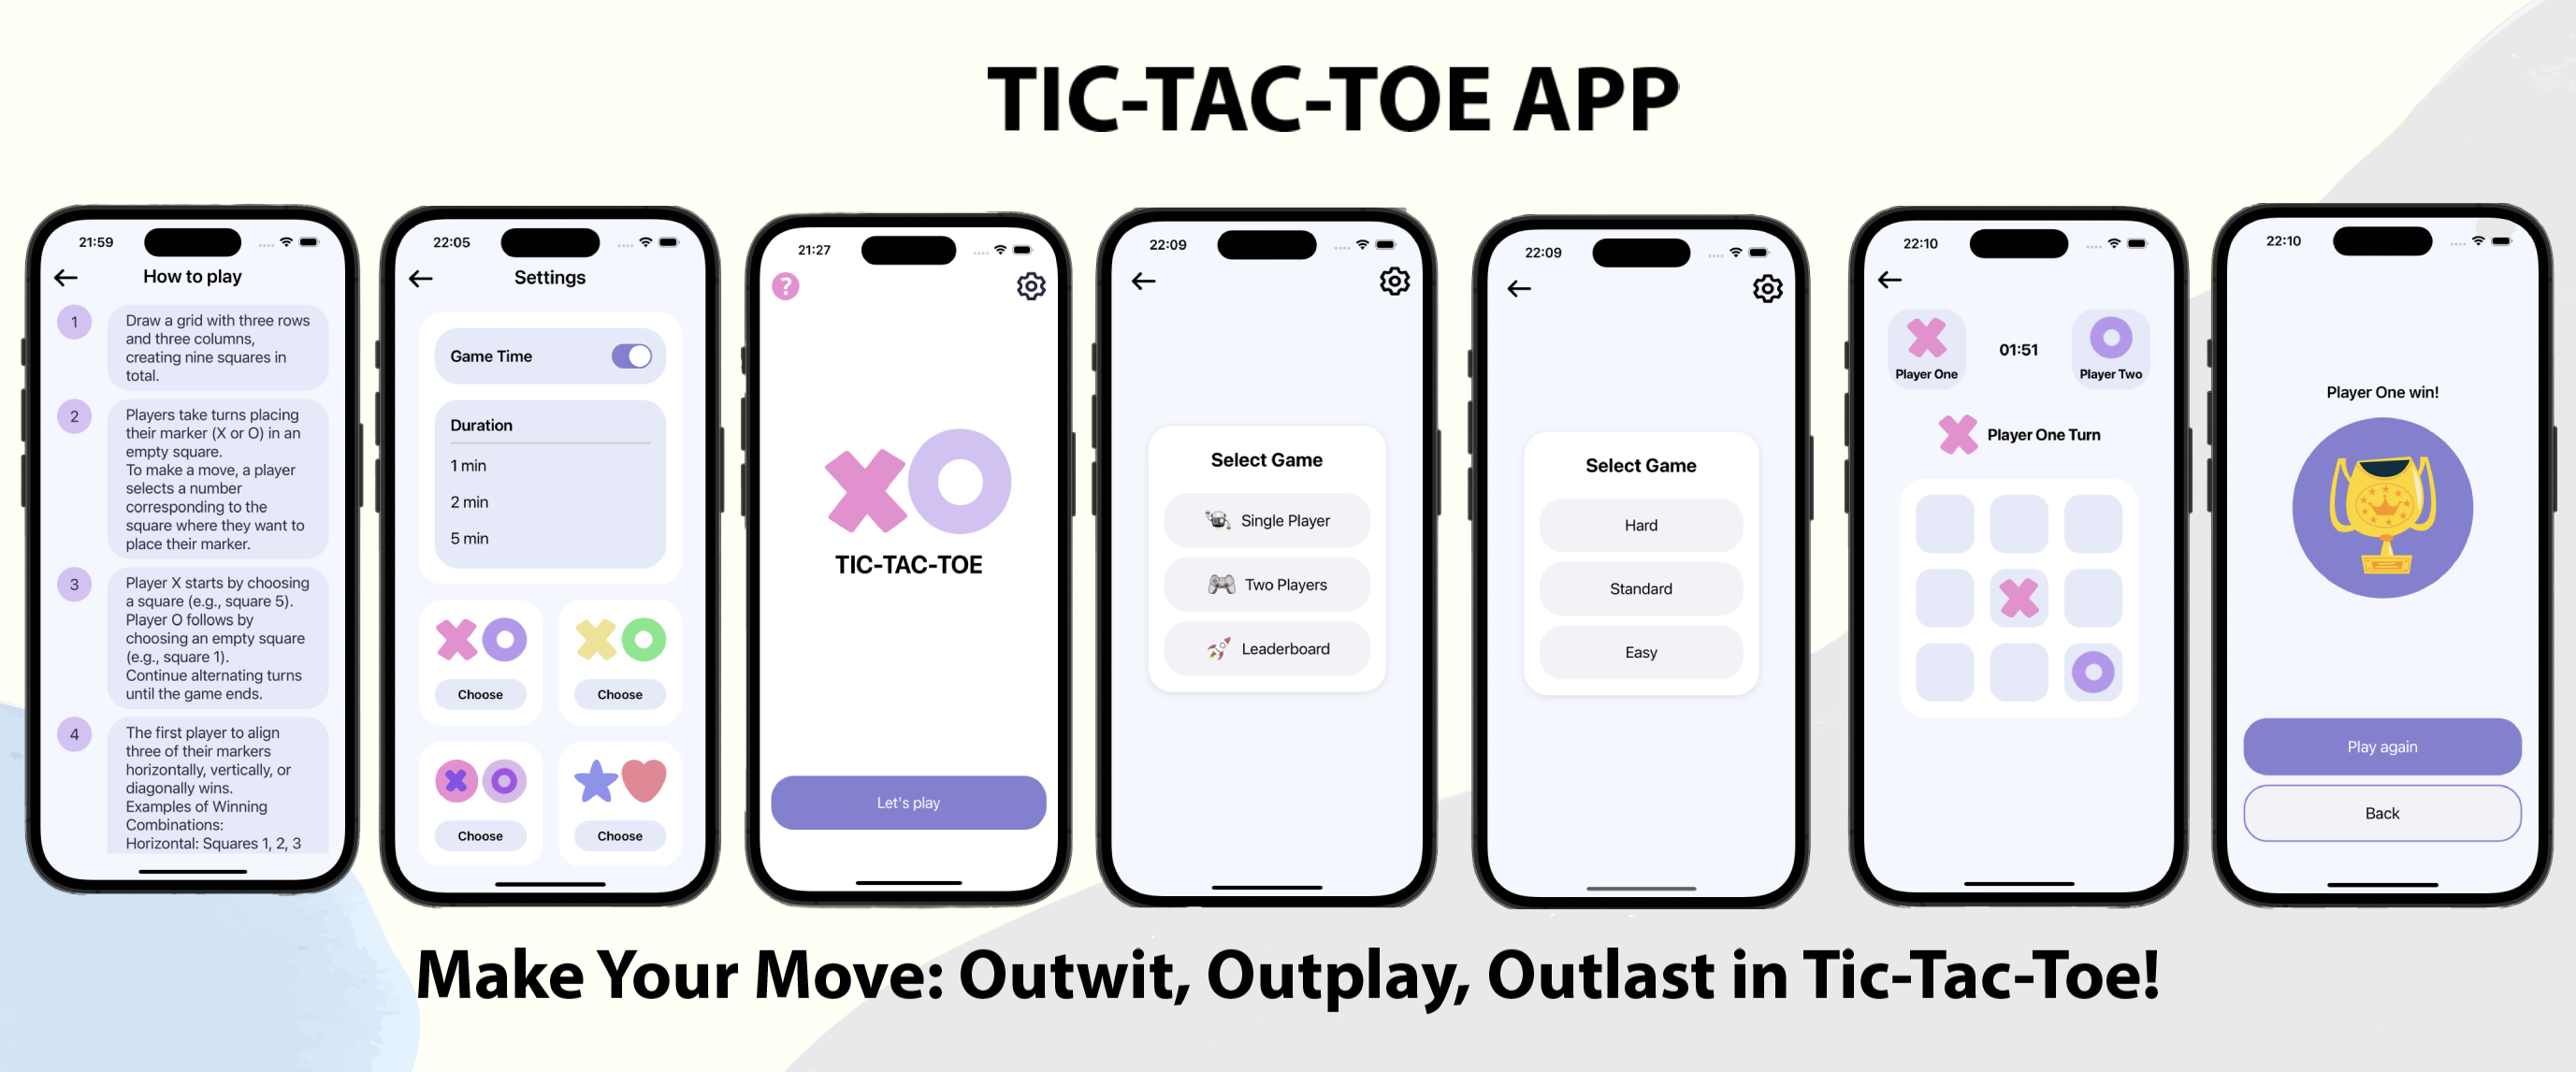 TIC-TAC-TOE APP
21:59
How to play
1
Draw a grid with three rows
and three columns,
creating nine squares in
total.
2
Players take turns placing
their marker (X or O) in an
empty square.
To make a move, a player
selects a number
corresponding to the
square where they want to
place their marker.
3
Player X starts by choosing
a square (e.g., square 5).
Player O follows by
choosing an empty square
(e.g., square 1).
Continue alternating turns
until the game ends.
4
The first player to align
three of their markers
horizontally, vertically, or
diagonally wins.
Examples of Winning
Combinations:
Horizontal: Squares 1, 2, 3
22:05
Settings
Game Time
Duration
1 min
2 min
5 min
Choose
Choose
Choose
Choose
21:27
?
TIC-TAC-TOE
Let's play
22:09
Select Game
Single Player
Two Players
Leaderboard
22:09
Select Game
Hard
Standard
Easy
22:10
Player One
01:51
Player Two
Player One Turn
22:10
Player One win!
Play again
Back
Make Your Move: Outwit, Outplay, Outlast in Tic-Tac-Toe!